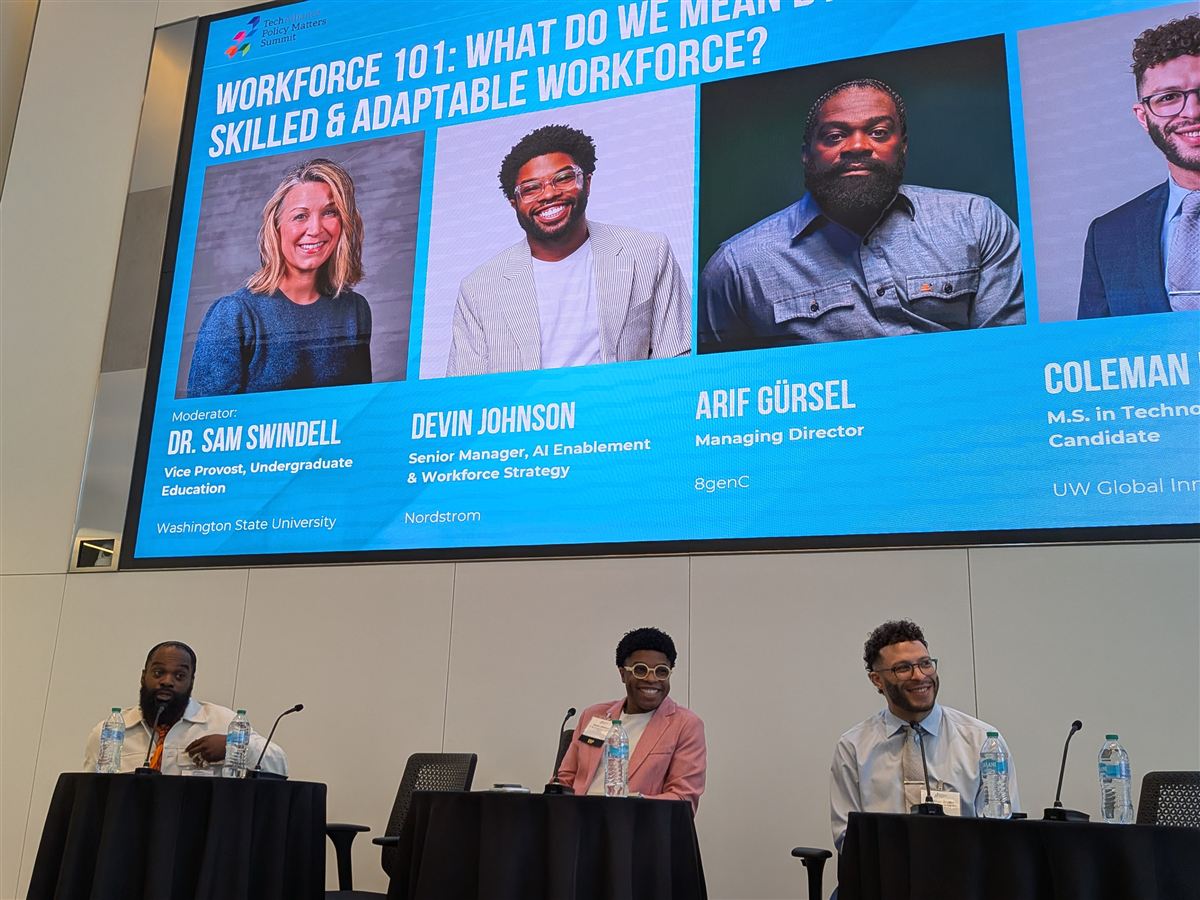 Tech Alliance
Policy Matters
Summit
WORKFORCE 101: WHAT DO WE MEAN
SKILLED & ADAPTABLE WORKFORCE?
Moderator:
DR. SAM SWINDELL
Vice Provost, Undergraduate
Education
Washington State University
DEVIN JOHNSON
Senior Manager, AI Enablement
& Workforce Strategy
Nordstrom
ARIF GÜRSEL
Managing Director
8genC
COLEMAN
M.S. in Techno
Candidate
UW Global Inn